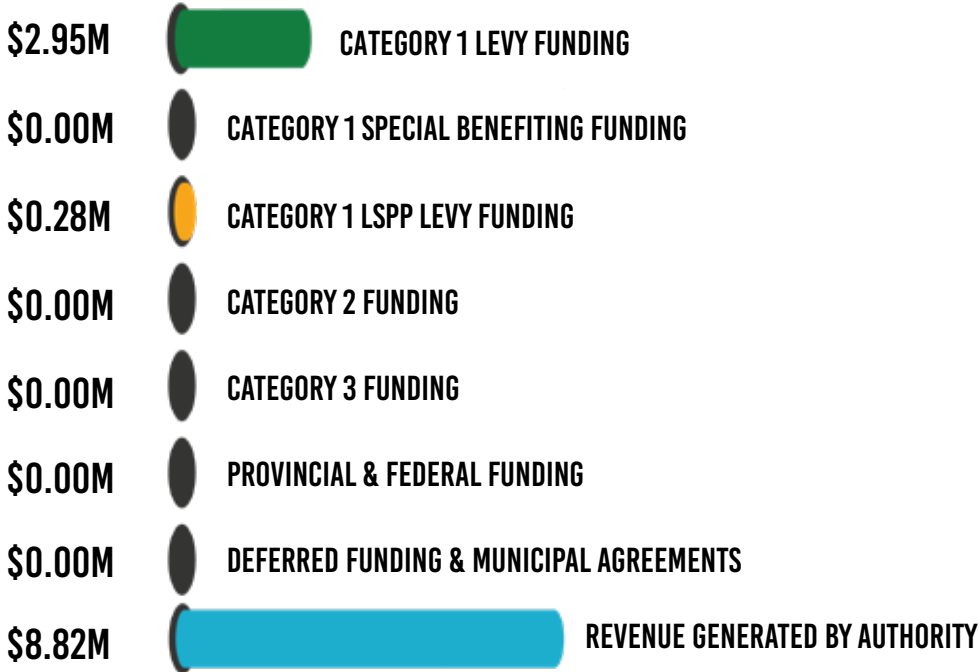 $2.95M CATEGORY 1 LEVY FUNDING
$0.00M CATEGORY 1 SPECIAL BENEFITING FUNDING
$0.28M CATEGORY 1 LSPP LEVY FUNDING
$0.00M CATEGORY 2 FUNDING
$0.00M CATEGORY 3 FUNDING
$0.00M PROVINCIAL & FEDERAL FUNDING
$0.00M DEFERRED FUNDING & MUNICIPAL AGREEMENTS
$8.82M REVENUE GENERATED BY AUTHORITY